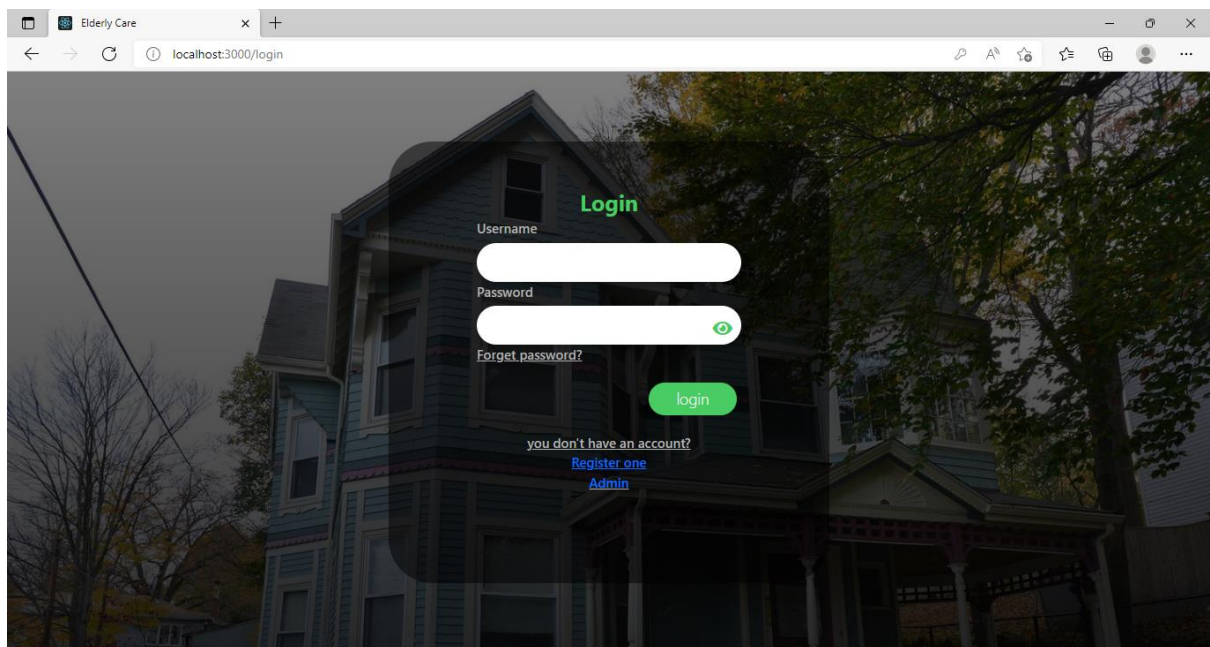 Elderly Care
localhost:3000/login
Login
Username
Password
Forget password?
login
you don't have an account?
Register one
Admin